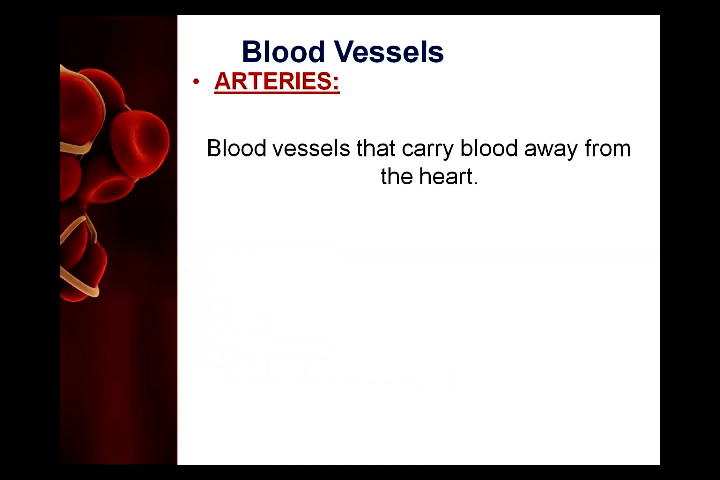 Blood Vessels
• ARTERIES:
Blood vessels that carry blood away from
the heart.